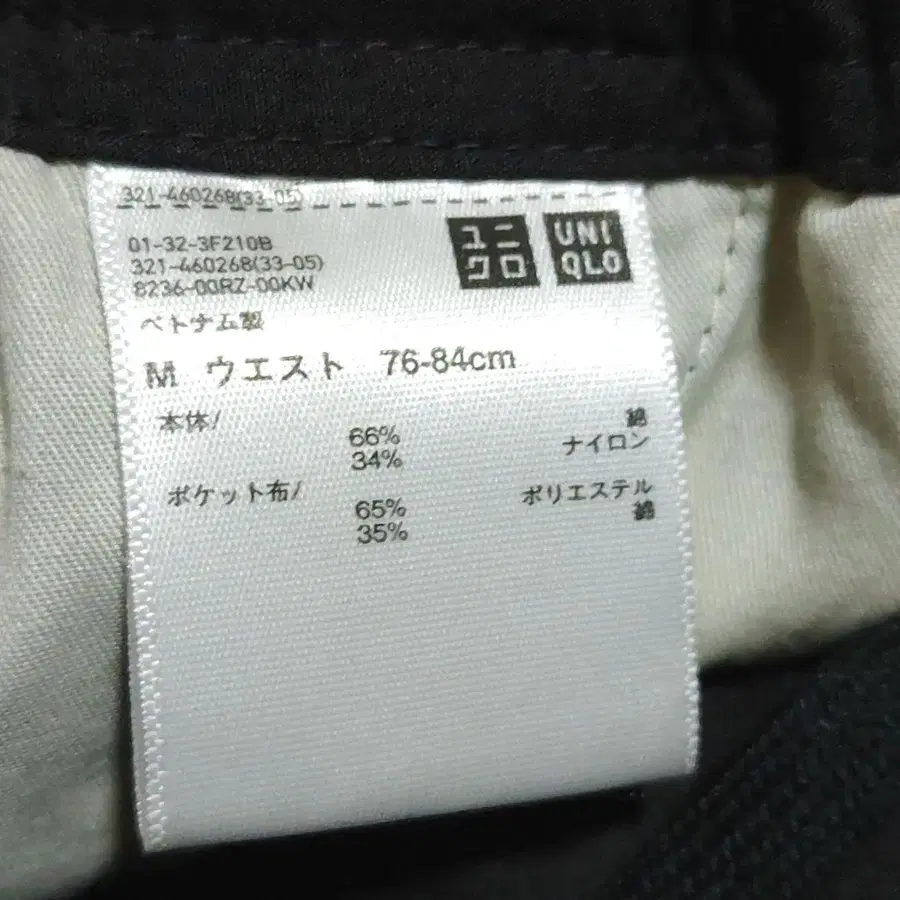 321-460268(33-05)
ユニクロ
UNIQLO
01-32-3F210B
321-460268(33-05)
8236-00RZ-00KW
ベトナム製
M ウエスト 76-84cm
本体/ 綿
66% ナイロン
34%
ポケット布/ ポリエステル
65% 綿
35%